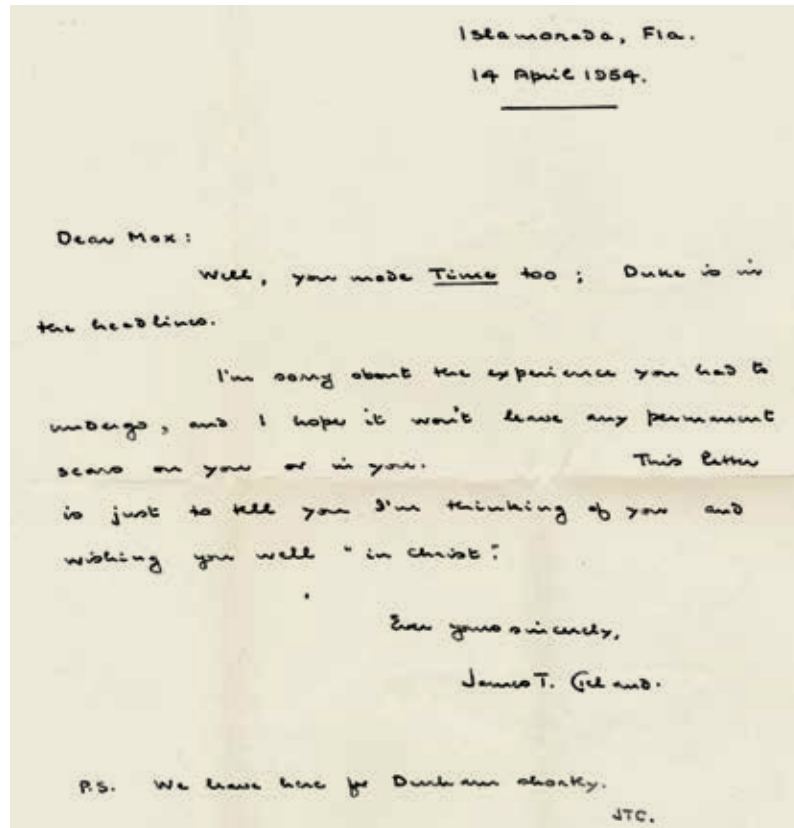 Islamorada, Fla.
14 April 1954.
Dear Max:
Well, you made Time too; Duke is in
the headlines.
I'm sorry about the experience you had to
undergo, and I hope it won't leave any permanent
scars on you or in you. This letter
is just to tell you I'm thinking of you and
wishing you well "in Christ".
Ever yours sincerely,
James T. Cleland.
P.S. We leave here for Durham shortly.
JTC.